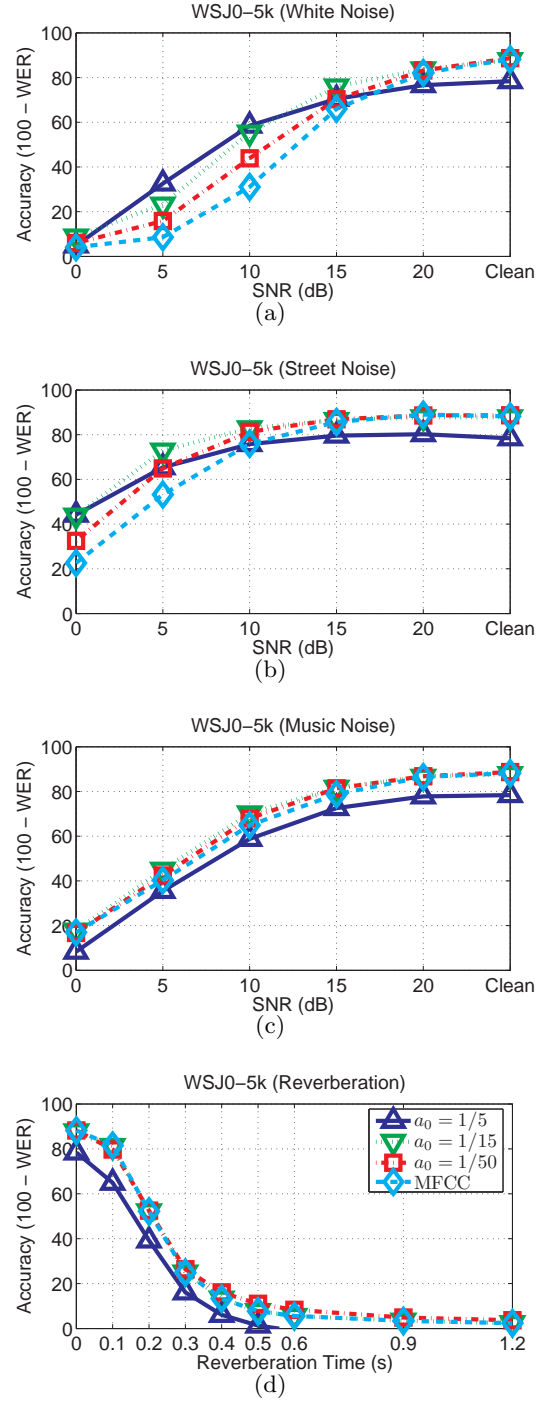 WSJ0−5k (White Noise)
100
80
60
40
20
0
Accuracy (100 − WER)
0 5 10 15 20 Clean
SNR (dB)
(a)
WSJ0−5k (Street Noise)
100
80
60
40
20
0
Accuracy (100 − WER)
0 5 10 15 20 Clean
SNR (dB)
(b)
WSJ0−5k (Music Noise)
100
80
60
40
20
0
Accuracy (100 − WER)
0 5 10 15 20 Clean
SNR (dB)
(c)
WSJ0−5k (Reverberation)
100
80
60
40
20
0
Accuracy (100 − WER)
a₀ = 1/5
a₀ = 1/15
a₀ = 1/50
MFCC
0 0.1 0.2 0.3 0.4 0.5 0.6 0.9 1.2
Reverberation Time (s)
(d)